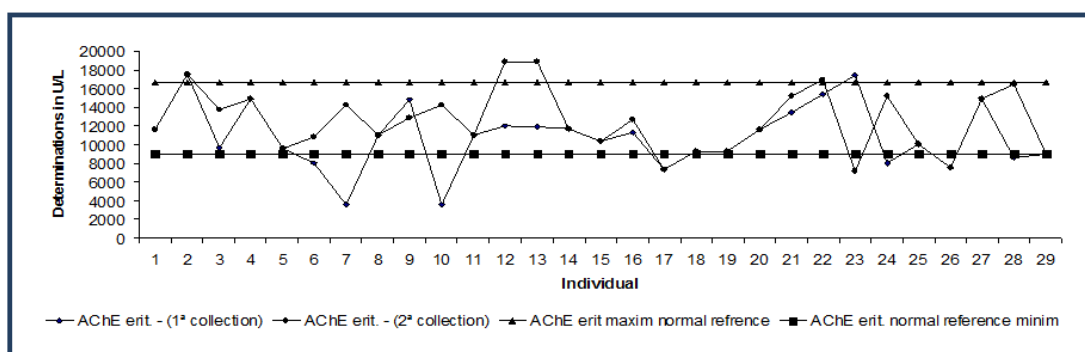 20000
18000
16000
14000
12000
10000
8000
6000
4000
2000
0
Determinations in U/L
1 2 3 4 5 6 7 8 9 10 11 12 13 14 15 16 17 18 19 20 21 22 23 24 25 26 27 28 29
Individual
AChE erit. - (1ª collection) AChE erit. - (2ª collection) AChE erit maxim normal refrence AChE erit. normal reference minim